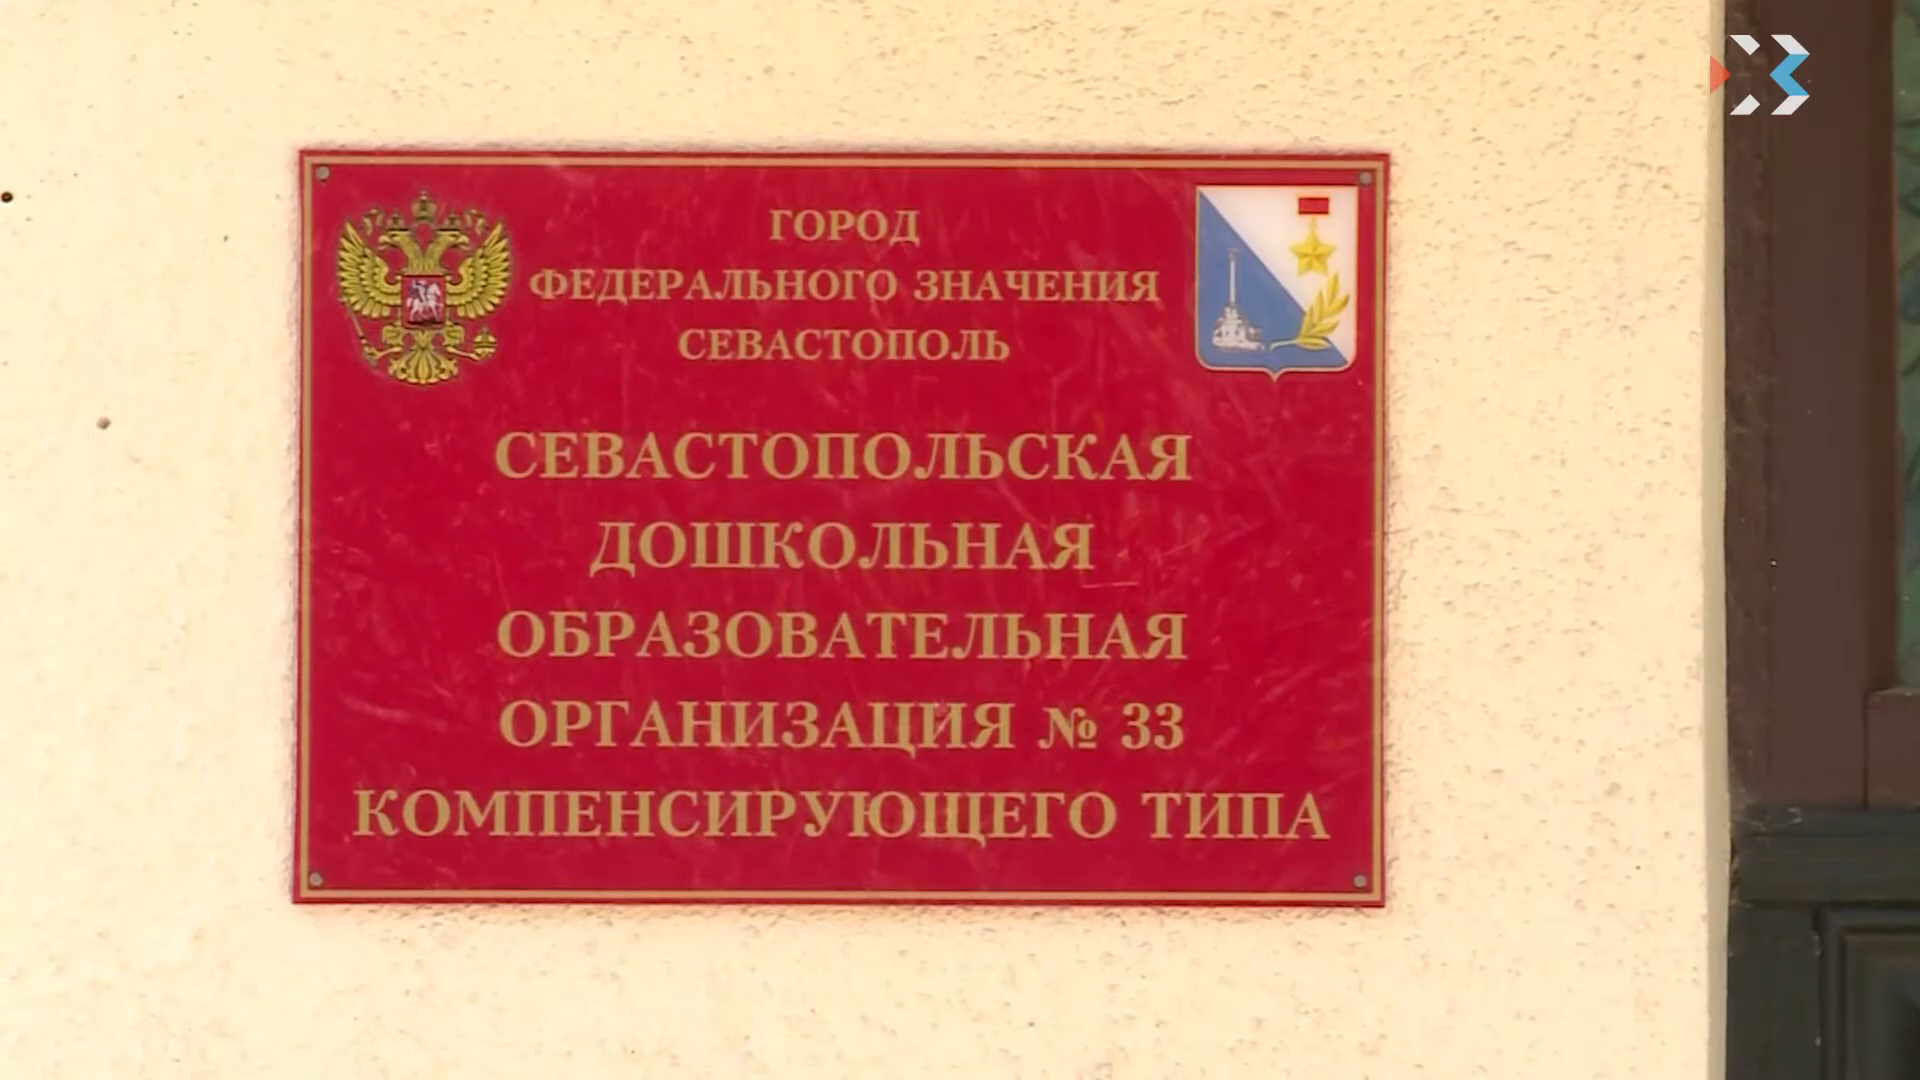 ГОРОД
ФЕДЕРАЛЬНОГО ЗНАЧЕНИЯ
СЕВАСТОПОЛЬ
СЕВАСТОПОЛЬСКАЯ
ДОШКОЛЬНАЯ
ОБРАЗОВАТЕЛЬНАЯ
ОРГАНИЗАЦИЯ № 33
КОМПЕНСИРУЮЩЕГО ТИПА